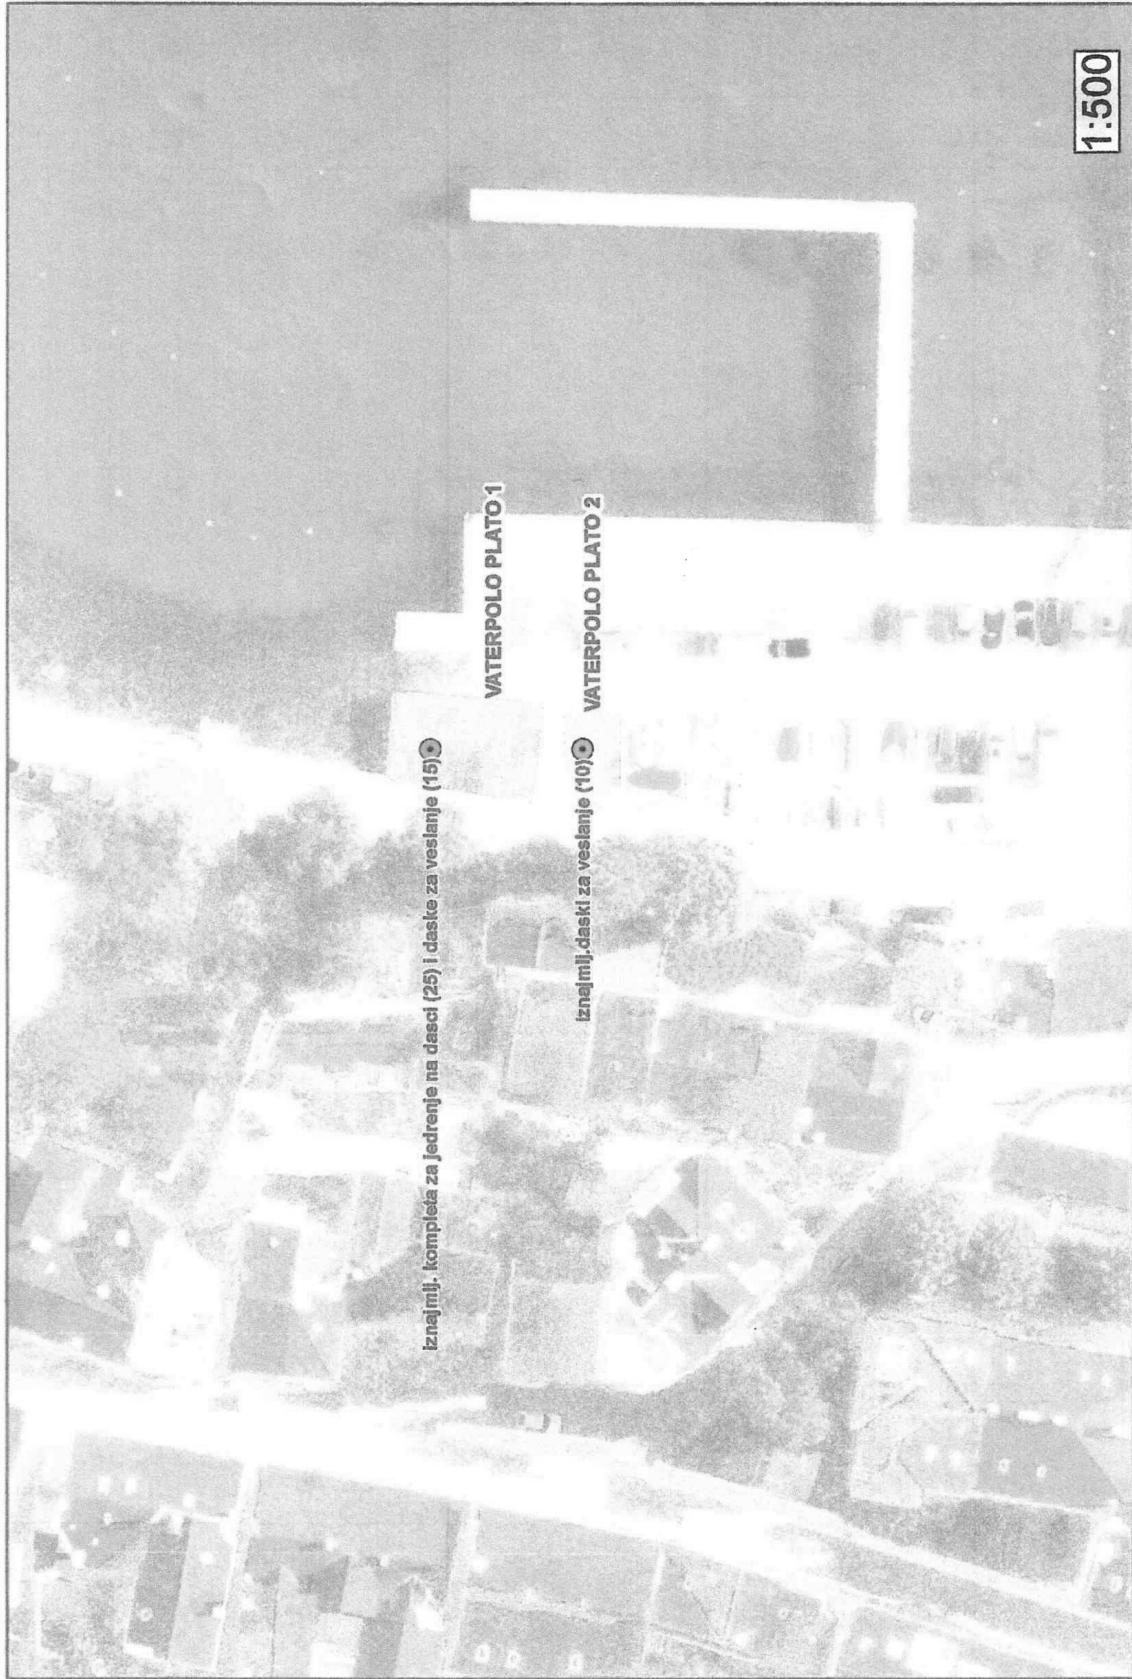 1:500
VATERPOLO PLATO 1
iznajmlj. kompleta za jedrenje na dasci (25) i daske za veslanje (15)
VATERPOLO PLATO 2
iznajmlj.daski za veslanje (10)